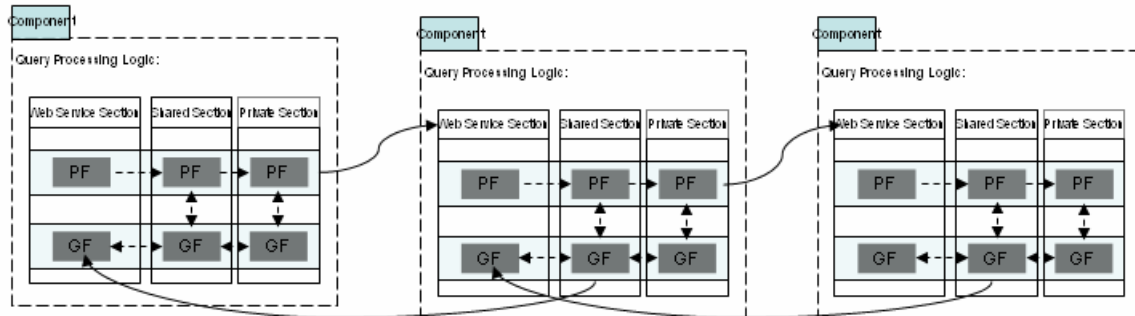 Component
Component
Component
Query Processing Logic:
Query Processing Logic:
Query Processing Logic:
Web Service Section Shared Section Private Section
Web Service Section Shared Section Private Section
Web Service Section Shared Section Private Section
PF PF PF
PF PF PF
PF PF PF
GF GF GF
GF GF GF
GF GF GF